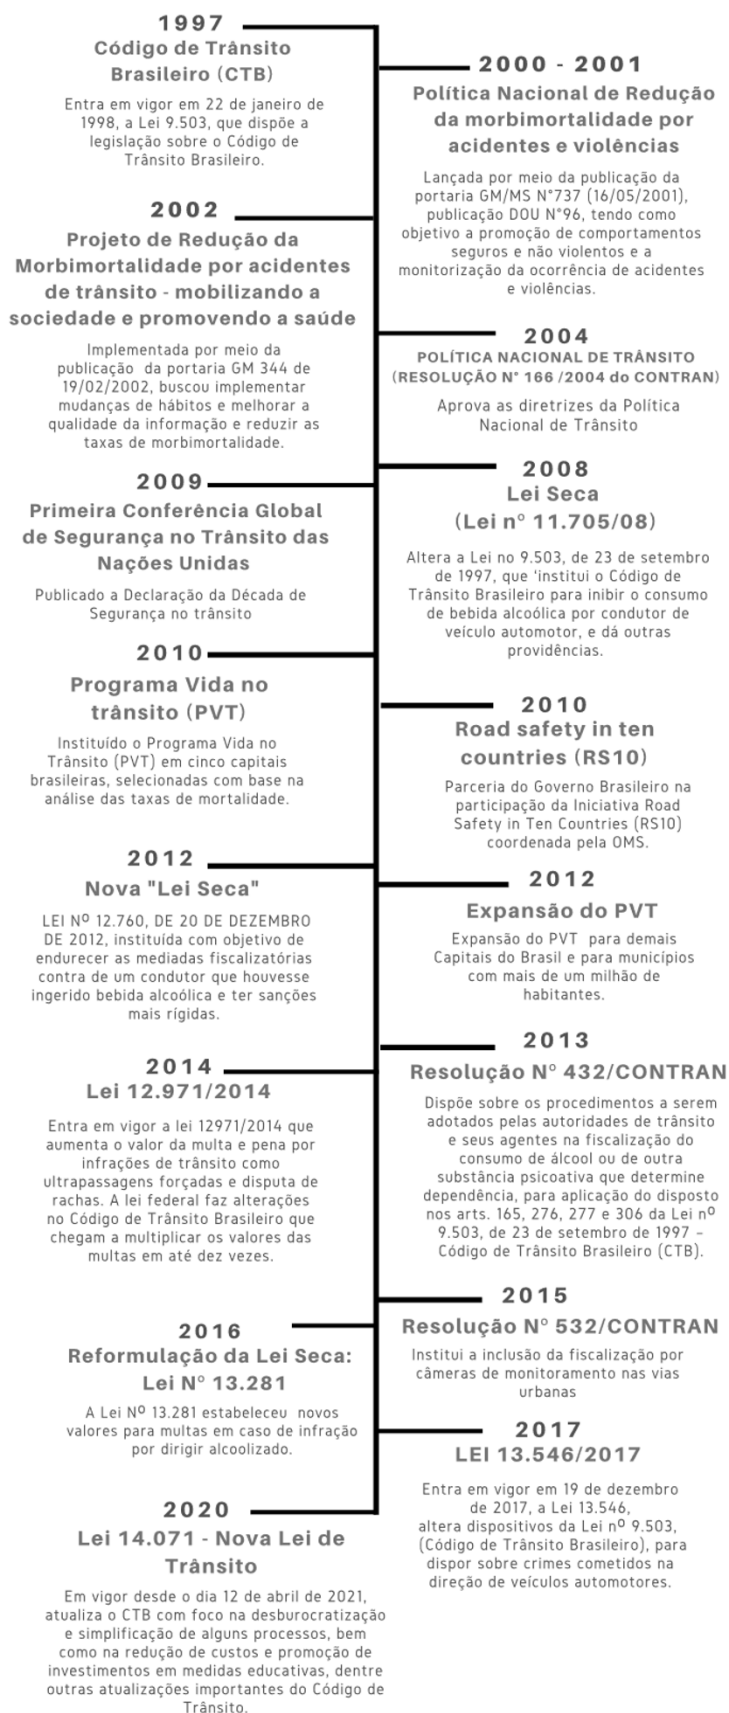 1997
Código de Trânsito
Brasileiro (CTB)
Entra em vigor em 22 de janeiro de
1998, a Lei 9.503, que dispõe a
legislação sobre o Código de
Trânsito Brasileiro.
2000 - 2001
Política Nacional de Redução
da morbimortalidade por
acidentes e violências
Lançada por meio da publicação da
portaria GM/MS N°737 (16/05/2001),
publicação DOU N°96, tendo como
objetivo a promoção de comportamentos
seguros e não violentos e a
monitorização da ocorrência de acidentes
e violências.
2002
Projeto de Redução da
Morbimortalidade por acidentes
de trânsito - mobilizando a
sociedade e promovendo a saúde
Implementada por meio da
publicação da portaria GM 344 de
19/02/2002, buscou implementar
mudanças de hábitos e melhorar a
qualidade da informação e reduzir as
taxas de morbimortalidade.
2004
POLÍTICA NACIONAL DE TRÂNSITO
(RESOLUÇÃO N° 166 /2004 do CONTRAN)
Aprova as diretrizes da Política
Nacional de Trânsito
2008
Lei Seca
(Lei nº 11.705/08)
Altera a Lei no 9.503, de 23 de setembro
de 1997, que ‘institui o Código de
Trânsito Brasileiro para inibir o consumo
de bebida alcoólica por condutor de
veículo automotor, e dá outras
providências.
2009
Primeira Conferência Global
de Segurança no Trânsito das
Nações Unidas
Publicado a Declaração da Década de
Segurança no trânsito
2010
Programa Vida no
trânsito (PVT)
Instituído o Programa Vida no
Trânsito (PVT) em cinco capitais
brasileiras, selecionadas com base na
análise das taxas de mortalidade.
2010
Road safety in ten
countries (RS10)
Parceria do Governo Brasileiro na
participação da Iniciativa Road
Safety in Ten Countries (RS10)
coordenada pela OMS.
2012
Nova "Lei Seca"
LEI Nº 12.760, DE 20 DE DEZEMBRO
DE 2012, instituída com objetivo de
endurecer as mediadas fiscalizatórias
contra de um condutor que houvesse
ingerido bebida alcoólica e ter sanções
mais rígidas.
2012
Expansão do PVT
Expansão do PVT para demais
Capitais do Brasil e para municípios
com mais de um milhão de
habitantes.
2013
Resolução N° 432/CONTRAN
Dispõe sobre os procedimentos a serem
adotados pelas autoridades de trânsito
e seus agentes na fiscalização do
consumo de álcool ou de outra
substância psicoativa que determine
dependência, para aplicação do disposto
nos arts. 165, 276, 277 e 306 da Lei nº
9.503, de 23 de setembro de 1997 –
Código de Trânsito Brasileiro (CTB).
2014
Lei 12.971/2014
Entra em vigor a lei 12971/2014 que
aumenta o valor da multa e pena por
infrações de trânsito como
ultrapassagens forçadas e disputa de
rachas. A lei federal faz alterações
no Código de Trânsito Brasileiro que
chegam a multiplicar os valores das
multas em até dez vezes.
2015
Resolução N° 532/CONTRAN
Institui a inclusão da fiscalização por
câmeras de monitoramento nas vias
urbanas
2016
Reformulação da Lei Seca:
Lei N° 13.281
A Lei Nº 13.281 estabeleceu novos
valores para multas em caso de infração
por dirigir alcoolizado.
2017
LEI 13.546/2017
Entra em vigor em 19 de dezembro
de 2017, a Lei 13.546,
altera dispositivos da Lei nº 9.503,
(Código de Trânsito Brasileiro), para
dispor sobre crimes cometidos na
direção de veículos automotores.
2020
Lei 14.071 - Nova Lei de
Trânsito
Em vigor desde o dia 12 de abril de 2021,
atualiza o CTB com foco na desburocratização
e simplificação de alguns processos, bem
como na redução de custos e promoção de
investimentos em medidas educativas, dentre
outras atualizações importantes do Código de
Trânsito.